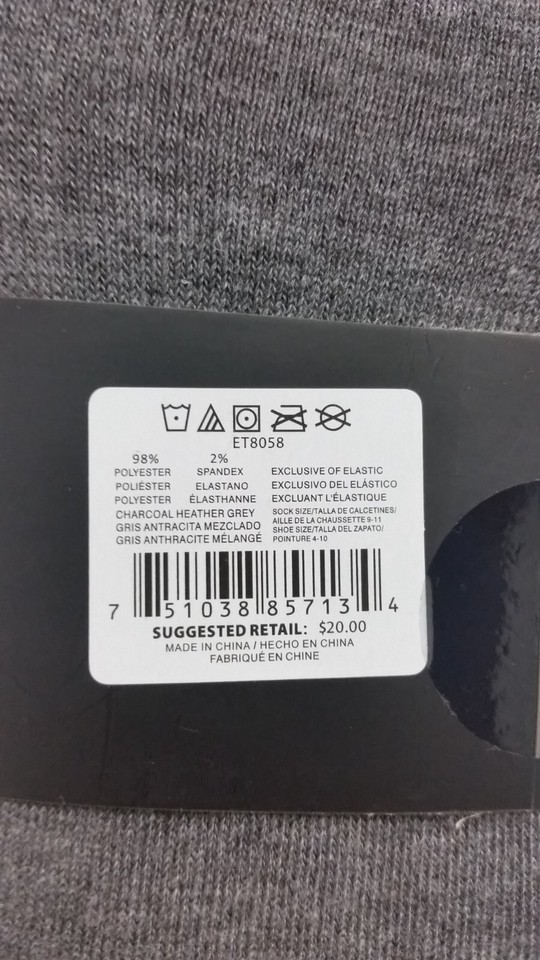 ET8058
98% 2%
POLYESTER SPANDEX EXCLUSIVE OF ELASTIC
POLIÉSTER ELASTANO EXCLUSIVO DEL ELÁSTICO
POLYESTER ÉLASTHANNE EXCLUANT L'ÉLASTIQUE
CHARCOAL HEATHER GREY SOCK SIZE/TALLA DE CALCETINES/
GRIS ANTRACITA MEZCLADO AILLE DE LA CHAUSSETTE 9-11
SHOE SIZE/TALLA DEL ZAPATO/
GRIS ANTHRACITE MÉLANGÉ POINTURE 4-10
7 51038 85713 4
SUGGESTED RETAIL: $20.00
MADE IN CHINA / HECHO EN CHINA
FABRIQUÉ EN CHINE